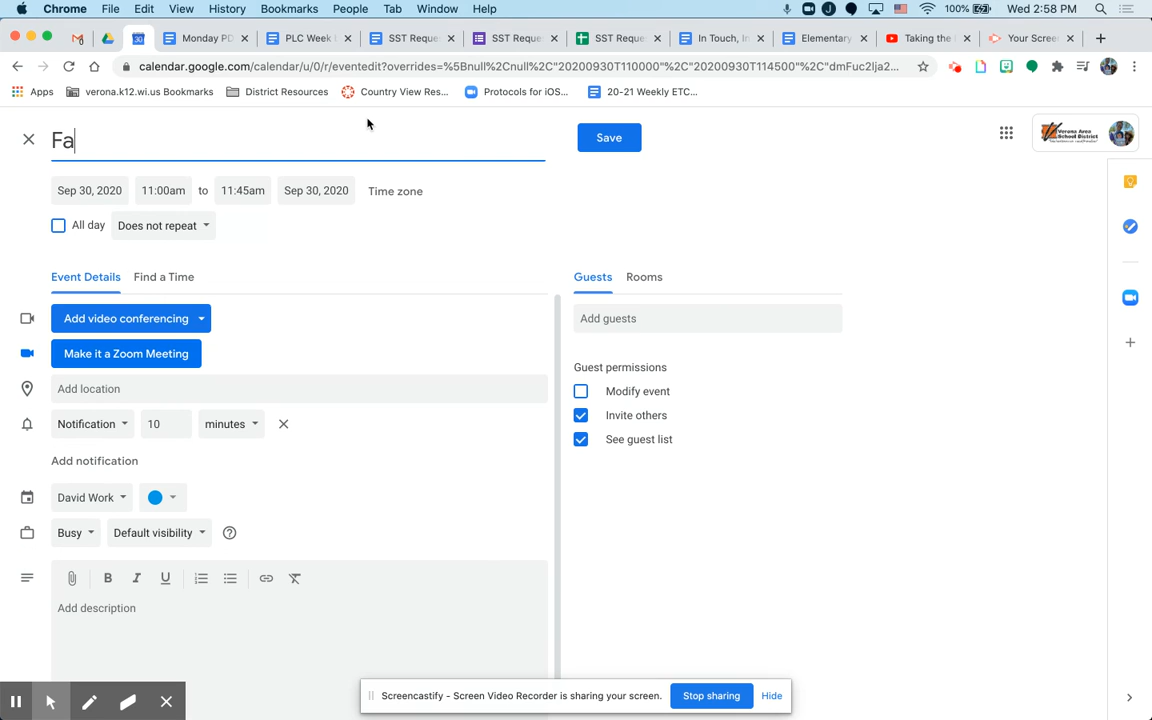 Chrome File Edit View History Bookmarks People Tab Window Help 100% Wed 2:58 PM
Monday PD PLC Week SST Reque SST Reque SST Reque In Touch, In Elementary Taking the Your Scree
calendar.google.com/calendar/u/0/r/eventedit?overrides=%5Bnull%2Cnull%2C"20200930T110000"%2C"20200930T114500"%2C"dmFuc2lja2...
Apps verona.k12.wi.us Bookmarks District Resources Country View Res... Protocols for iOS... 20-21 Weekly ETC...
Fa Save Verona Area School District
Sep 30, 2020 11:00am to 11:45am Sep 30, 2020 Time zone
All day Does not repeat
Event Details Find a Time Guests Rooms
Add video conferencing Add guests
Make it a Zoom Meeting
Guest permissions
Add location Modify event
Notification 10 minutes Invite others
See guest list
Add notification
David Work
Busy Default visibility
B I U
Add description
Screencastify - Screen Video Recorder is sharing your screen. Stop sharing Hide